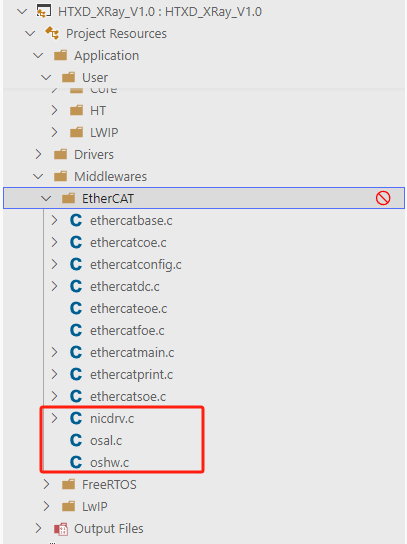 HTXD_XRay_V1.0 : HTXD_XRay_V1.0
Project Resources
Application
User
Core
HT
LWIP
Drivers
Middlewares
EtherCAT
C ethercatbase.c
C ethercatcoe.c
C ethercatconfig.c
C ethercatdc.c
C ethercateoe.c
C ethercatfoe.c
C ethercatmain.c
C ethercatprint.c
C ethercatsoe.c
C nicdrv.c
C osal.c
C oshw.c
FreeRTOS
LwIP
Output Files